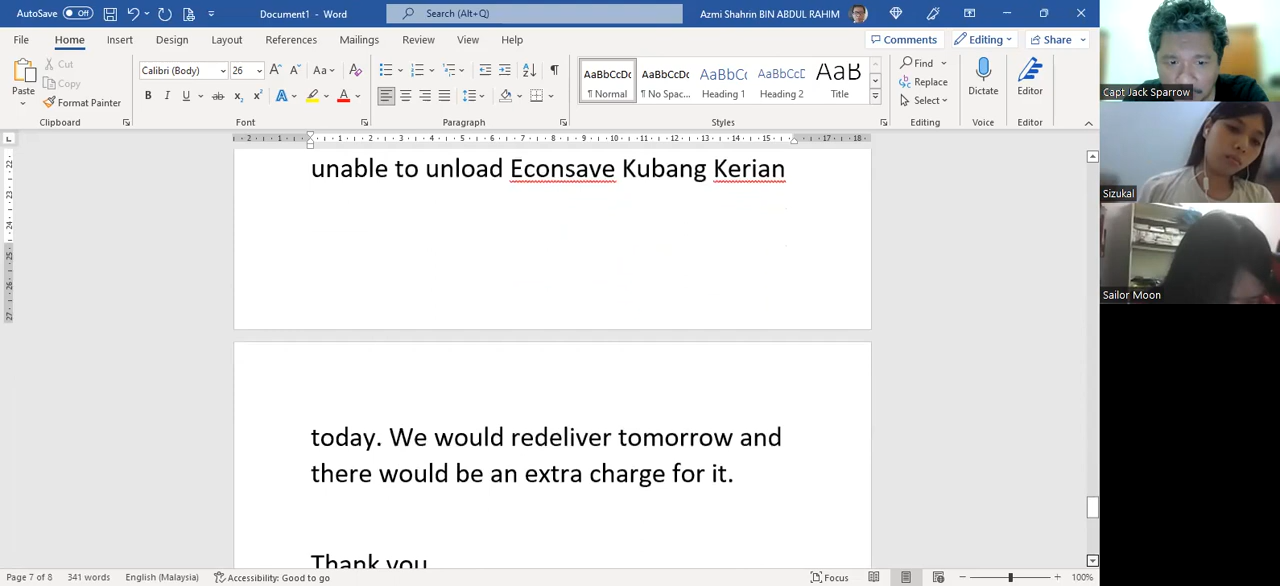 AutoSave Off Document1 - Word Search (Alt+Q) Azmi Shahrin BIN ABDUL RAHIM
File Home Insert Design Layout References Mailings Review View Help Comments Editing Share
Paste Cut Copy Format Painter
Calibri (Body) 26
AaBbCcDc AaBbCcDc AaBbCc AaBbCcD AaB
¶ Normal ¶ No Spac... Heading 1 Heading 2 Title
Find Replace Select
Dictate Editor
Clipboard Font Paragraph Styles Editing Voice Editor
unable to unload Econsave Kubang Kerian
today. We would redeliver tomorrow and
there would be an extra charge for it.
Thank you
Page 7 of 8 341 words English (Malaysia) Accessibility: Good to go Focus 100%
Capt Jack Sparrow
Sizukal
Sailor Moon